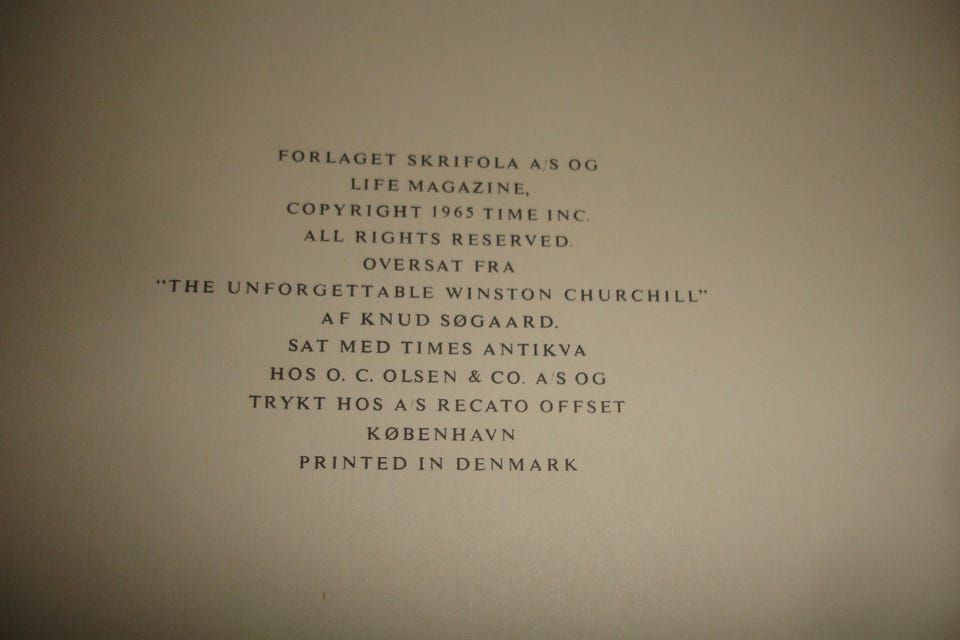 FORLAGET SKRIFOLA A/S OG
LIFE MAGAZINE,
COPYRIGHT 1965 TIME INC.
ALL RIGHTS RESERVED.
OVERSAT FRA
"THE UNFORGETTABLE WINSTON CHURCHILL"
AF KNUD SØGAARD.
SAT MED TIMES ANTIKVA
HOS O. C. OLSEN & CO. A/S OG
TRYKT HOS A/S RECATO OFFSET
KØBENHAVN
PRINTED IN DENMARK